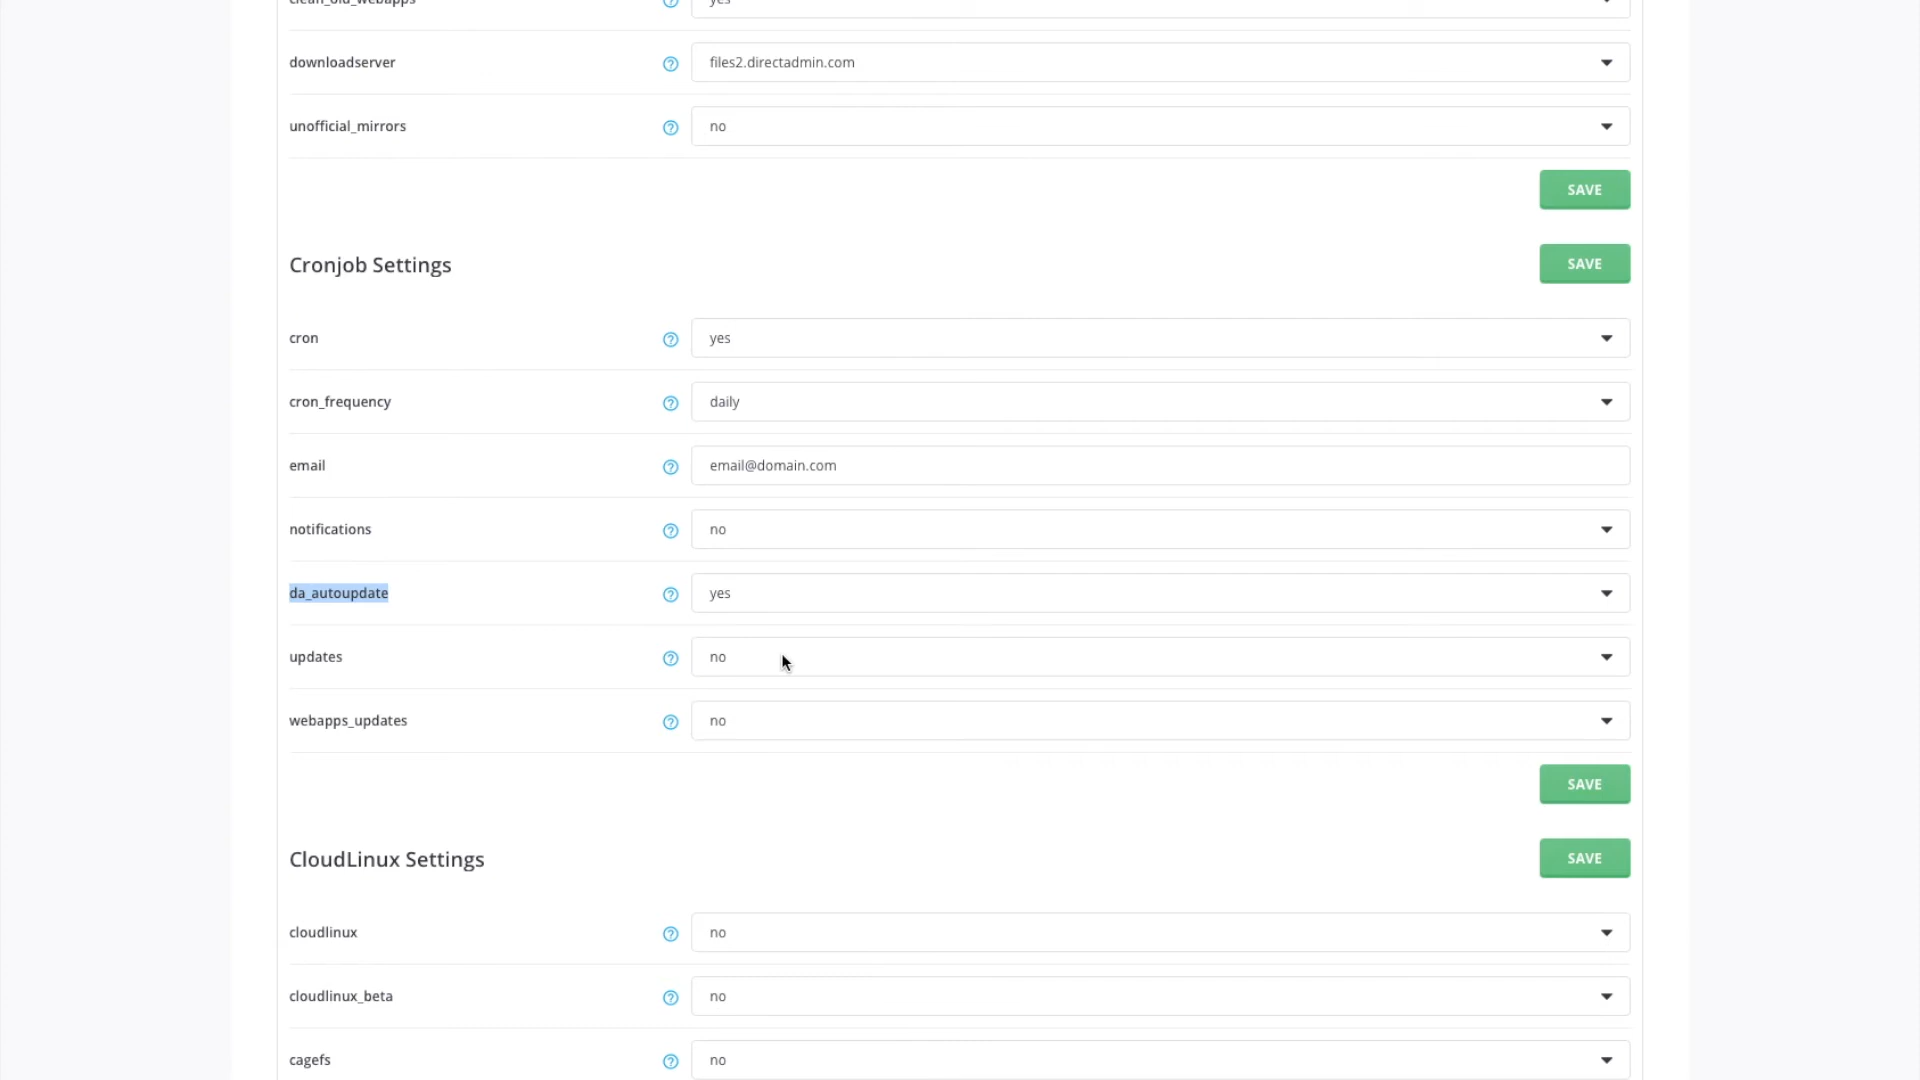 clean_old_webapps yes
downloadserver files2.directadmin.com
unofficial_mirrors no
SAVE
Cronjob Settings SAVE
cron yes
cron_frequency daily
email email@domain.com
notifications no
da_autoupdate yes
updates no
webapps_updates no
SAVE
CloudLinux Settings SAVE
cloudlinux no
cloudlinux_beta no
cagefs no